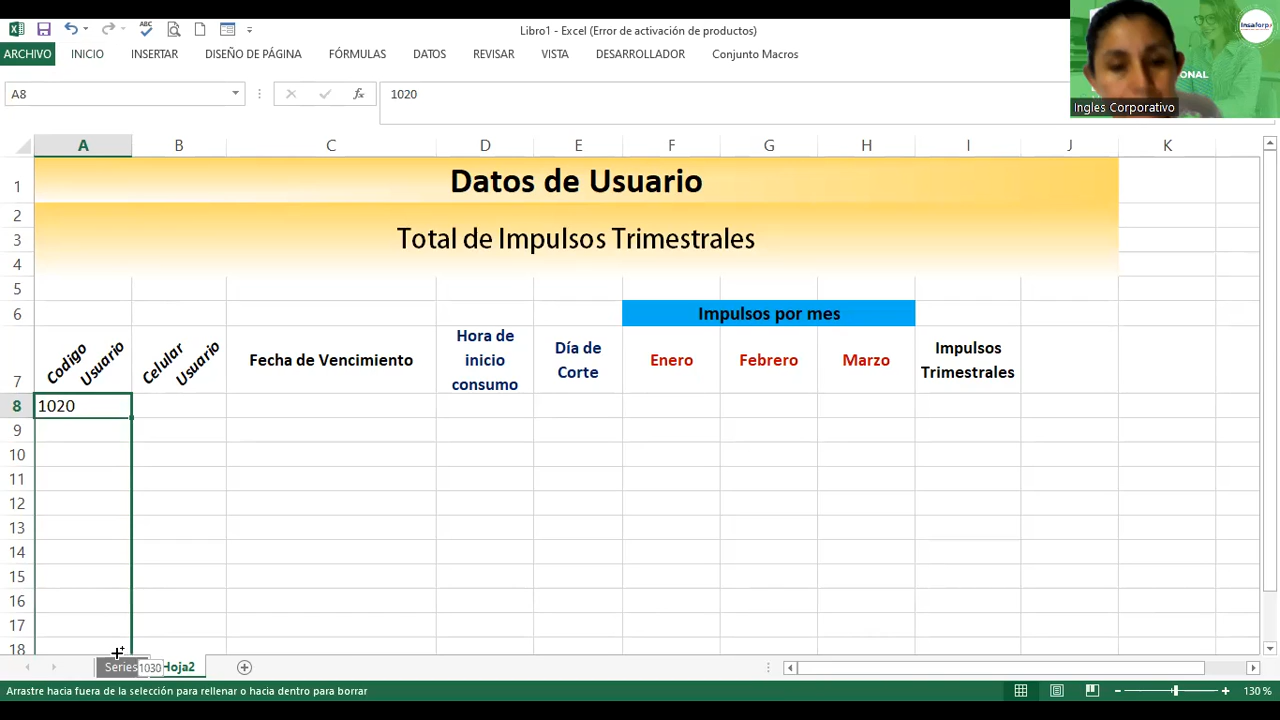 Libro1 - Excel (Error de activación de productos)
ARCHIVO INICIO INSERTAR DISEÑO DE PÁGINA FÓRMULAS DATOS REVISAR VISTA DESARROLLADOR Conjunto Macros
Insaforp
IONAL
Ingles Corporativo
A8 fx 1020
A B C D E F G H I J K
1 Datos de Usuario
2
3 Total de Impulsos Trimestrales
4
5
6 Impulsos por mes
7 Codigo Usuario Celular Usuario Fecha de Vencimiento Hora de inicio consumo Día de Corte Enero Febrero Marzo Impulsos Trimestrales
8 1020
9
10
11
12
13
14
15
16
17
18
Series 1030 Hoja2
Arrastre hacia fuera de la selección para rellenar o hacia dentro para borrar
130 %